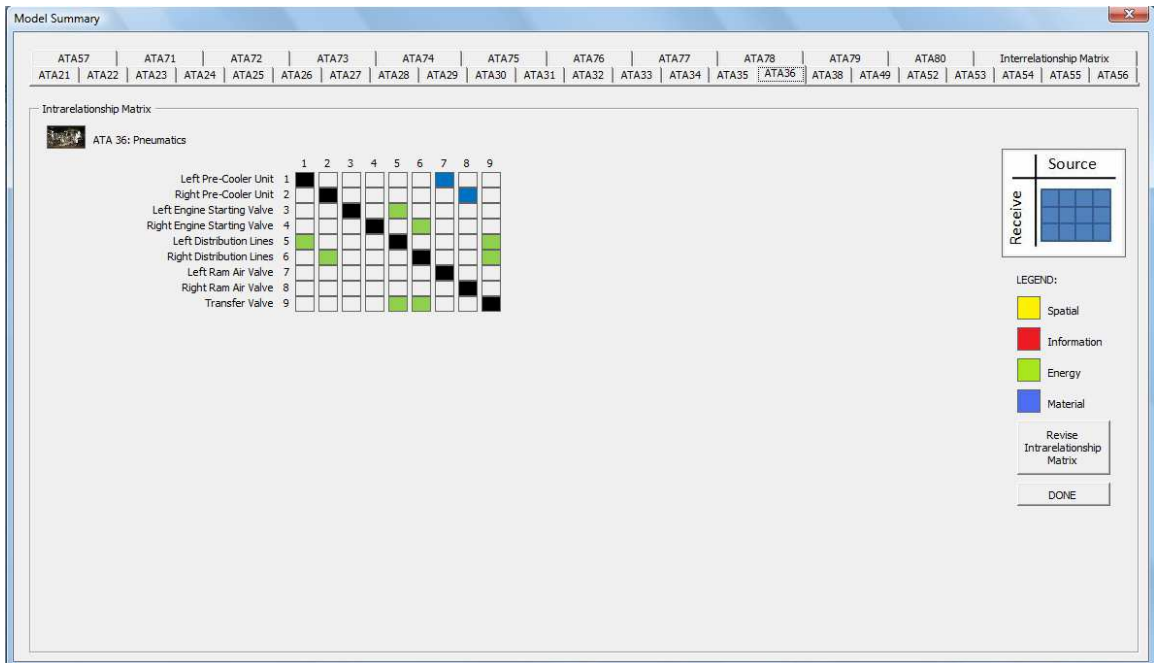 Model Summary
ATA57 ATA71 ATA72 ATA73 ATA74 ATA75 ATA76 ATA77 ATA78 ATA79 ATA80 Interrelationship Matrix
ATA21 ATA22 ATA23 ATA24 ATA25 ATA26 ATA27 ATA28 ATA29 ATA30 ATA31 ATA32 ATA33 ATA34 ATA35 ATA36 ATA38 ATA49 ATA52 ATA53 ATA54 ATA55 ATA56
Intrarelationship Matrix
ATA 36: Pneumatics
1 2 3 4 5 6 7 8 9
Left Pre-Cooler Unit 1
Right Pre-Cooler Unit 2
Left Engine Starting Valve 3
Right Engine Starting Valve 4
Left Distribution Lines 5
Right Distribution Lines 6
Left Ram Air Valve 7
Right Ram Air Valve 8
Transfer Valve 9
Source
Receive
LEGEND:
Spatial
Information
Energy
Material
Revise
Intrarelationship
Matrix
DONE